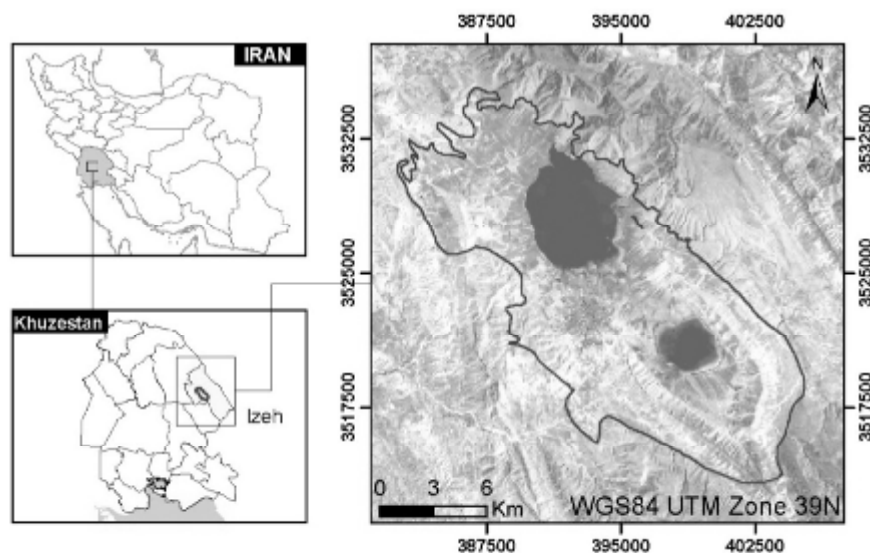 IRAN
Khuzestan
Izeh
387500 395000 402500
N
3532500 3532500
3525000 3525000
3517500 3517500
0 3 6
Km
WGS84 UTM Zone 39N
387500 395000 402500